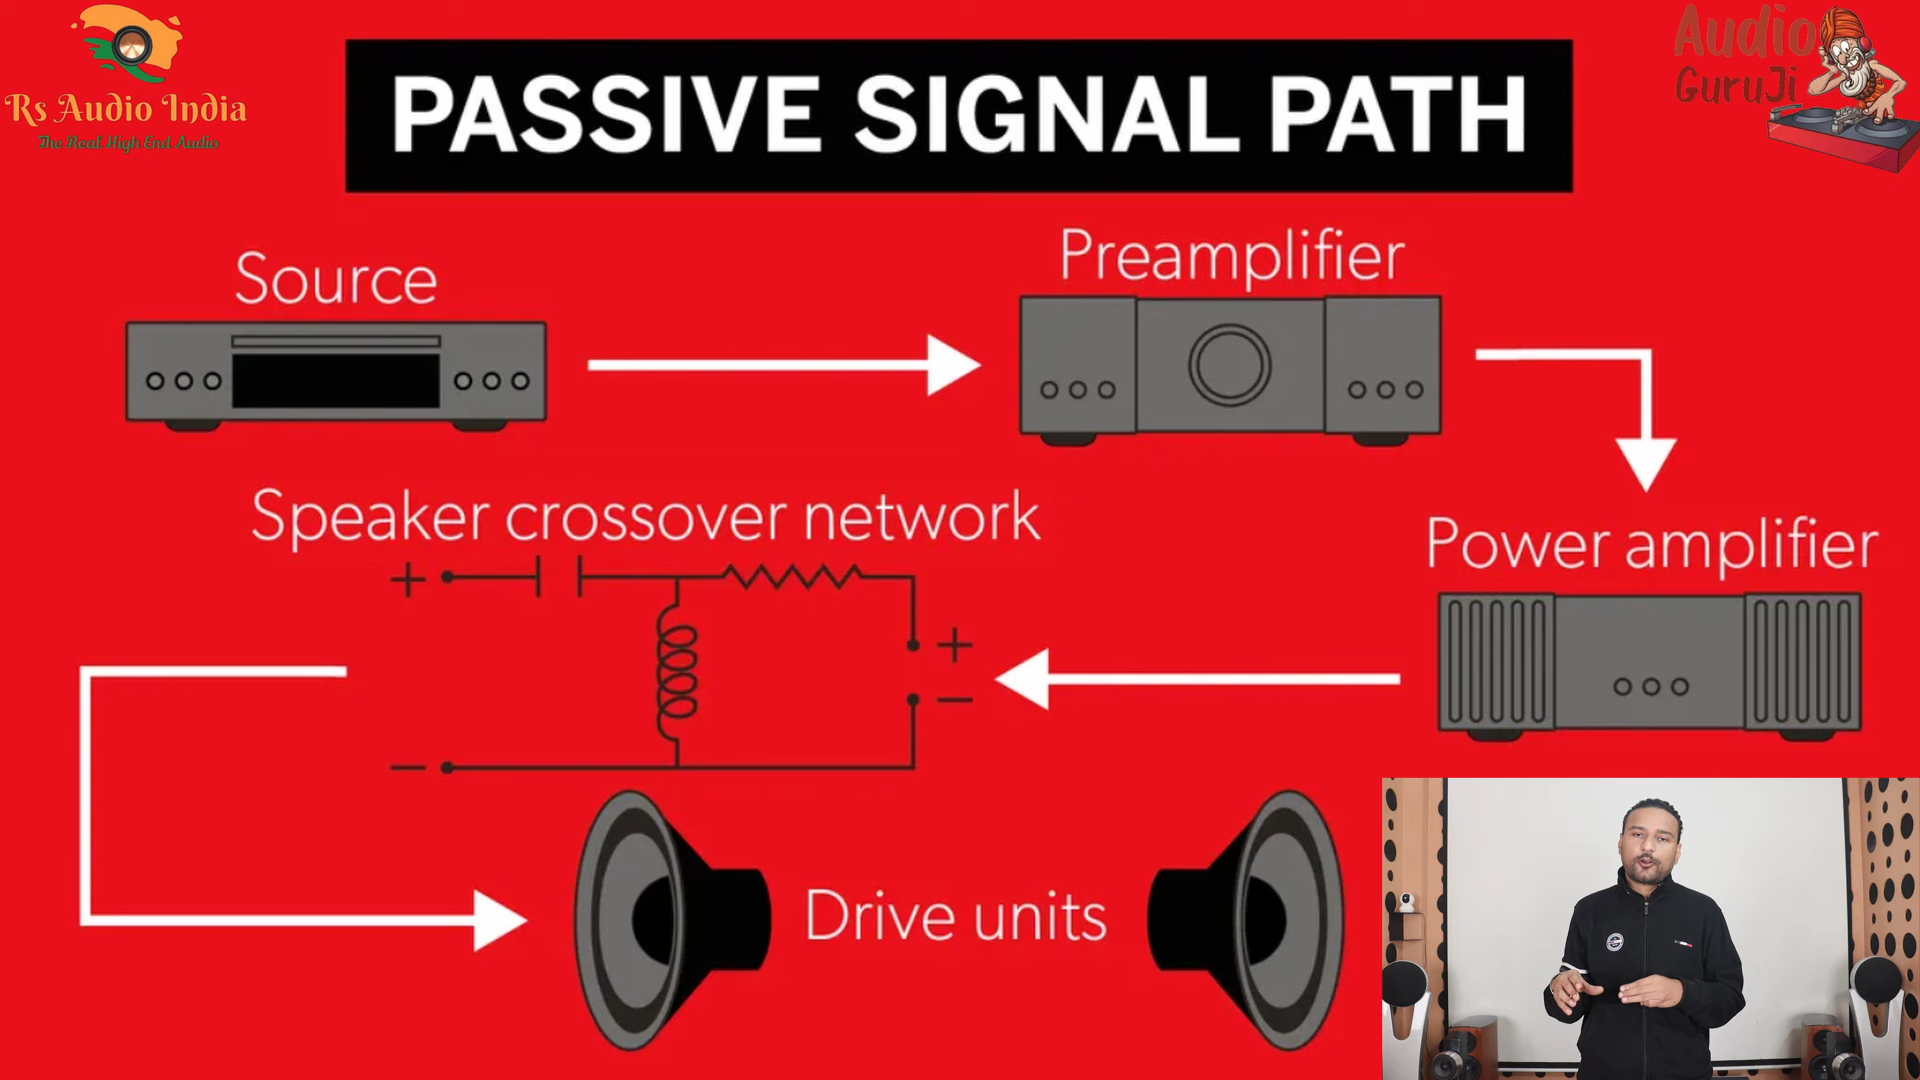 Rs Audio India
The Real High End Audio
PASSIVE SIGNAL PATH
Audio
GuruJi
Source
Preamplifier
Speaker crossover network
+
+
−
−
Power amplifier
Drive units